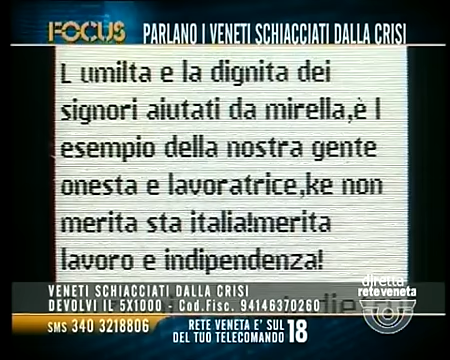 FOCUS PARLANO I VENETI SCHIACCIATI DALLA CRISI
L umilta e la dignita dei
signori aiutati da mirella,è l
esempio della nostra gente
onesta e lavoratrice,ke non
merita sta italia!merita
lavoro e indipendenza!
VENETI SCHIACCIATI DALLA CRISI
DEVOLVI IL 5X1000 - Cod.Fisc. 94146370260
diretta
reteveneta
SMS 340 3218806
RETE VENETA E' SUL
DEL TUO TELECOMANDO 18